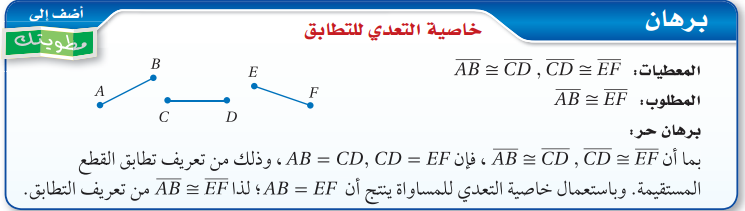 برهان
أضف إلى
مطويتك
خاصية التعدي للتطابق
المعطيات: $\overline{AB} \cong \overline{CD}$ , $\overline{CD} \cong \overline{EF}$
المطلوب: $\overline{AB} \cong \overline{EF}$
A B C D E F
برهان حر:
بما أن $\overline{AB} \cong \overline{CD}$ , $\overline{CD} \cong \overline{EF}$ ، فإن AB = CD, CD = EF ، وذلك من تعريف تطابق القطع
المستقيمة. وباستعمال خاصية التعدي للمساواة ينتج أن AB = EF؛ لذا $\overline{AB} \cong \overline{EF}$ من تعريف التطابق.